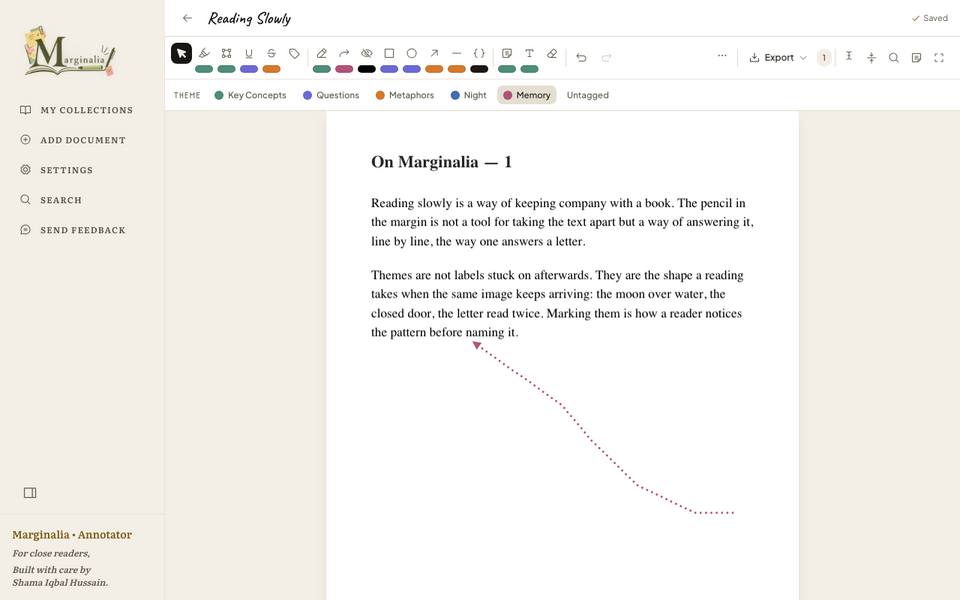 Marginalia
MY COLLECTIONS
ADD DOCUMENT
SETTINGS
SEARCH
SEND FEEDBACK
Marginalia • Annotator
For close readers,
Built with care by
Shama Iqbal Hussain.
Reading Slowly
Saved
Export
1
THEME
Key Concepts
Questions
Metaphors
Night
Memory
Untagged
On Marginalia — 1
Reading slowly is a way of keeping company with a book. The pencil in
the margin is not a tool for taking the text apart but a way of answering it,
line by line, the way one answers a letter.
Themes are not labels stuck on afterwards. They are the shape a reading
takes when the same image keeps arriving: the moon over water, the
closed door, the letter read twice. Marking them is how a reader notices
the pattern before naming it.